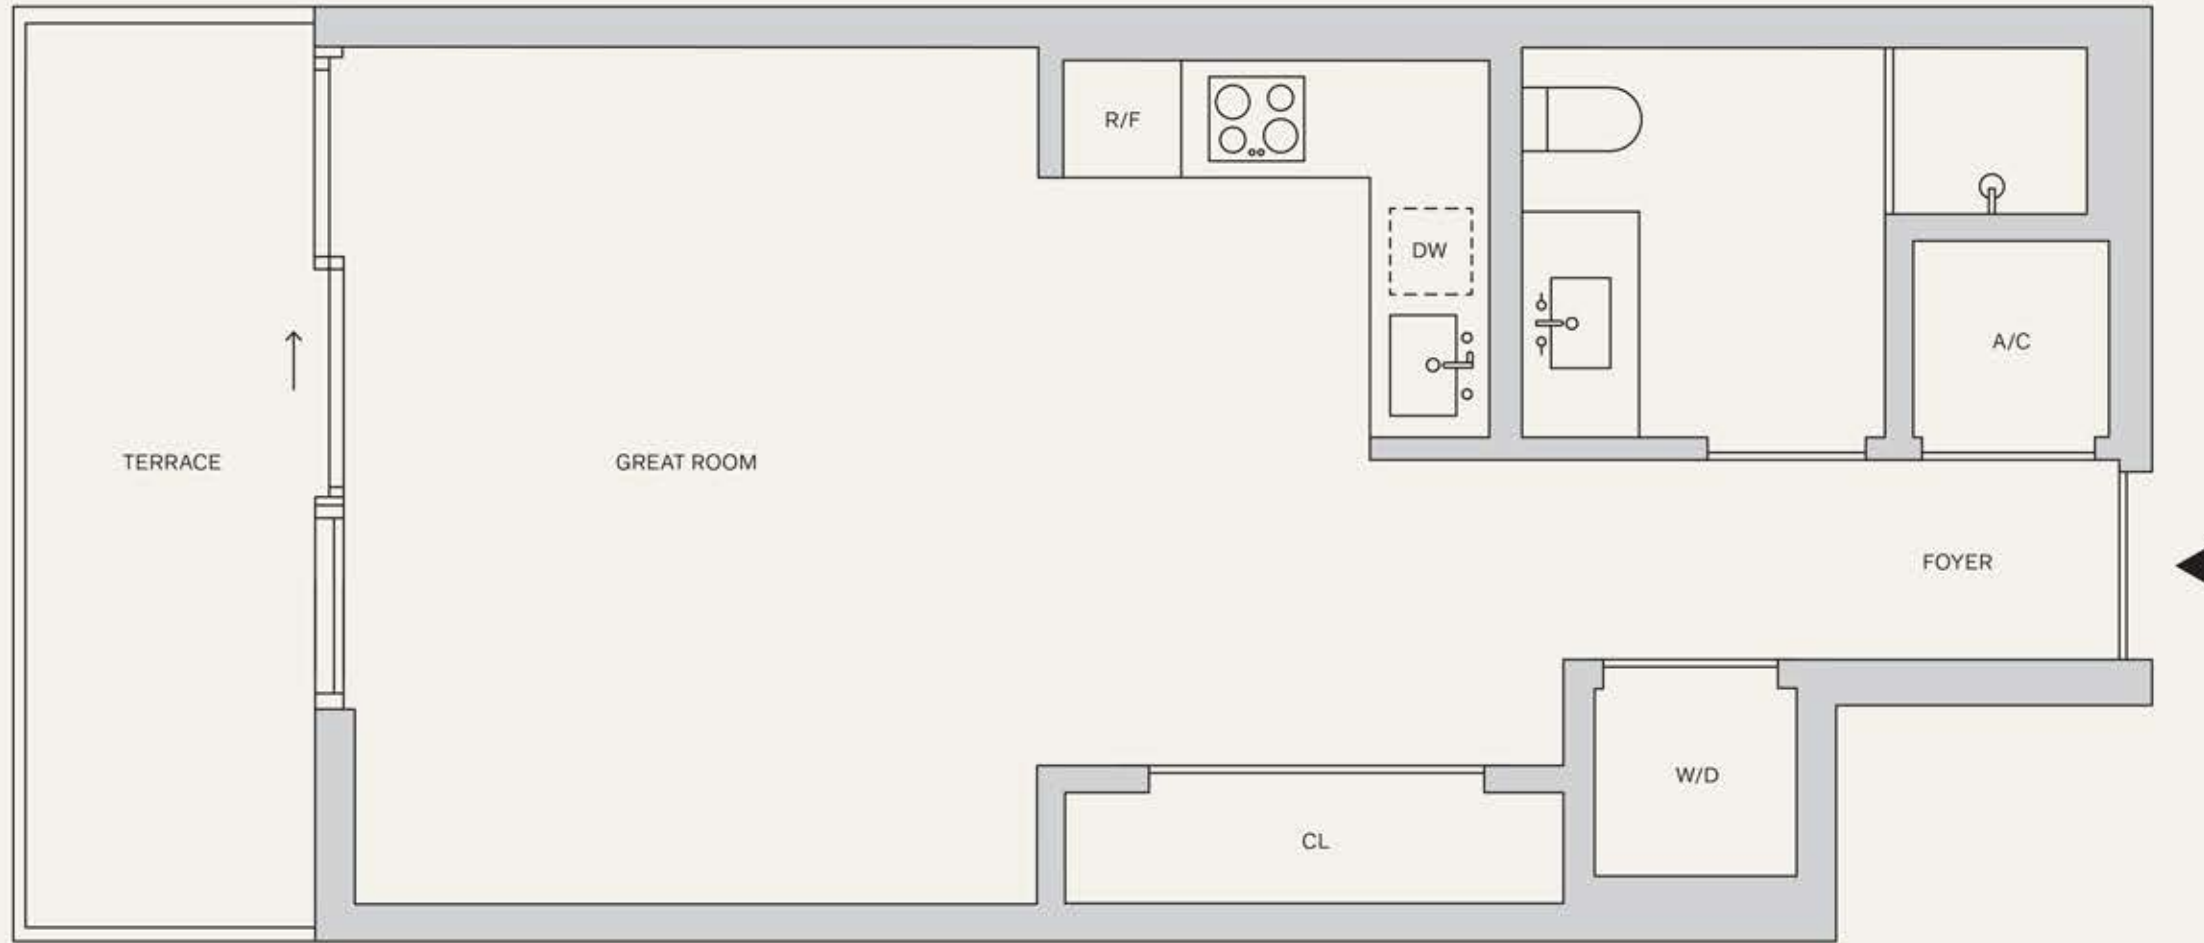 R/F
DW
A/C
TERRACE
GREAT ROOM
FOYER
W/D
CL